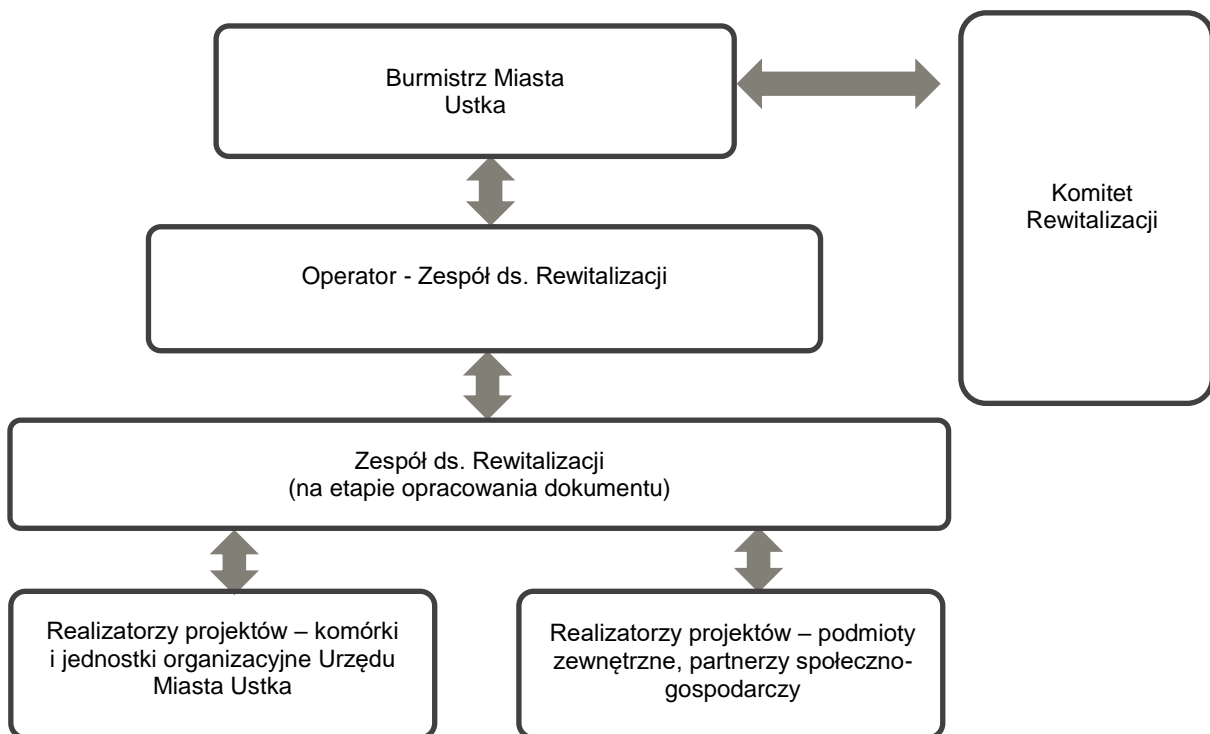 Burmistrz Miasta
Ustka
Komitet
Rewitalizacji
Operator - Zespół ds. Rewitalizacji
Zespół ds. Rewitalizacji
(na etapie opracowania dokumentu)
Realizatorzy projektów – komórki
i jednostki organizacyjne Urzędu
Miasta Ustka
Realizatorzy projektów – podmioty
zewnętrzne, partnerzy społeczno-
gospodarczy